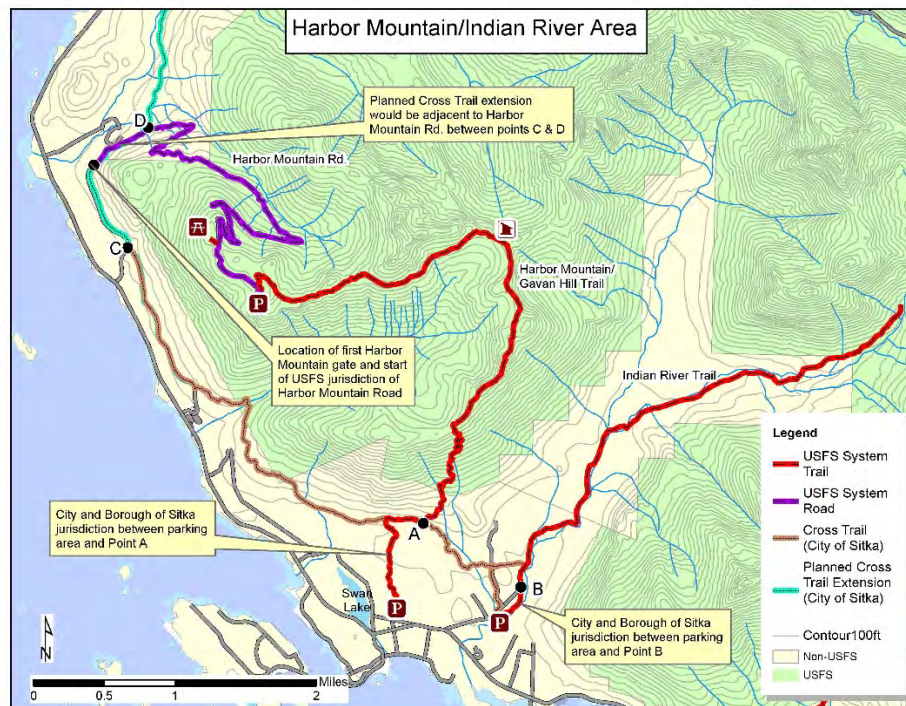 Harbor Mountain/Indian River Area
Planned Cross Trail extension
would be adjacent to Harbor
Mountain Rd. between points C & D
D
Harbor Mountain Rd.
C
P
Harbor Mountain/
Gavan Hill Trail
Location of first Harbor
Mountain gate and start
of USFS jurisdiction of
Harbor Mountain Road
Indian River Trail
City and Borough of Sitka
jurisdiction between parking
area and Point A
A
B
Swan
Lake
P
P
City and Borough of Sitka
jurisdiction between parking
area and Point B
Legend
USFS System
Trail
USFS System
Road
Cross Trail
(City of Sitka)
Planned Cross
Trail Extension
(City of Sitka)
Contour100ft
Non-USFS
USFS
N
Miles
0 0.5 1 2